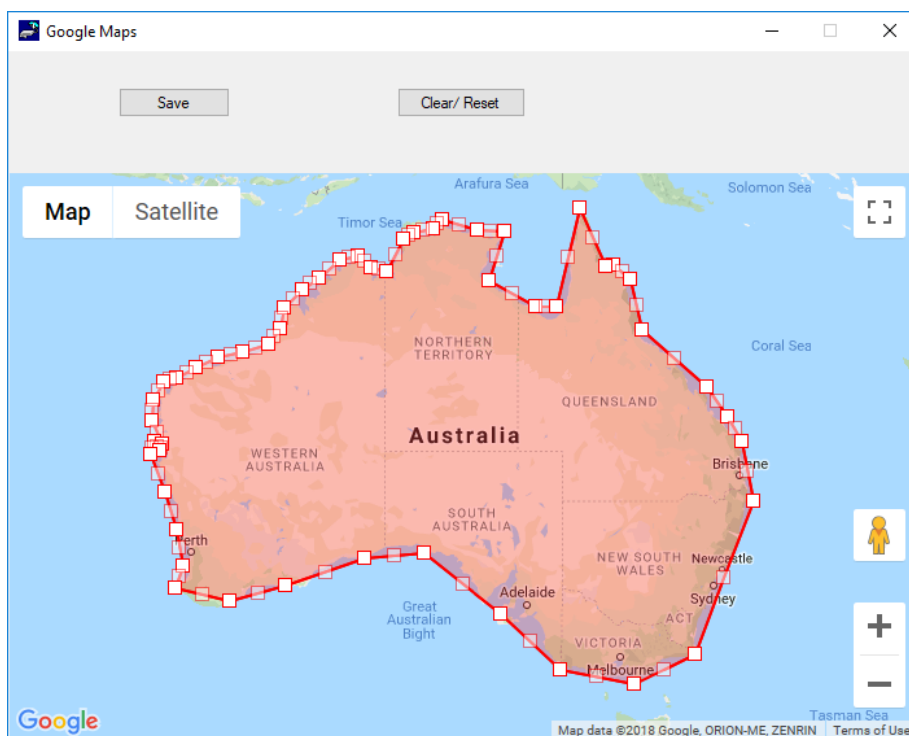 Google Maps
Save
Clear/ Reset
Arafura Sea
Solomon Sea
Map
Satellite
Timor Sea
NORTHERN
TERRITORY
Coral Sea
QUEENSLAND
Australia
WESTERN
AUSTRALIA
Brisbane
SOUTH
AUSTRALIA
erth
NEW SOUTH
WALES
Newcastle
Adelaide
Sydney
Great
Australian
Bight
ACT
VICTORIA
Melbourne
Tasman Sea
Google
Map data ©2018 Google, ORION-ME, ZENRIN
Terms of Use